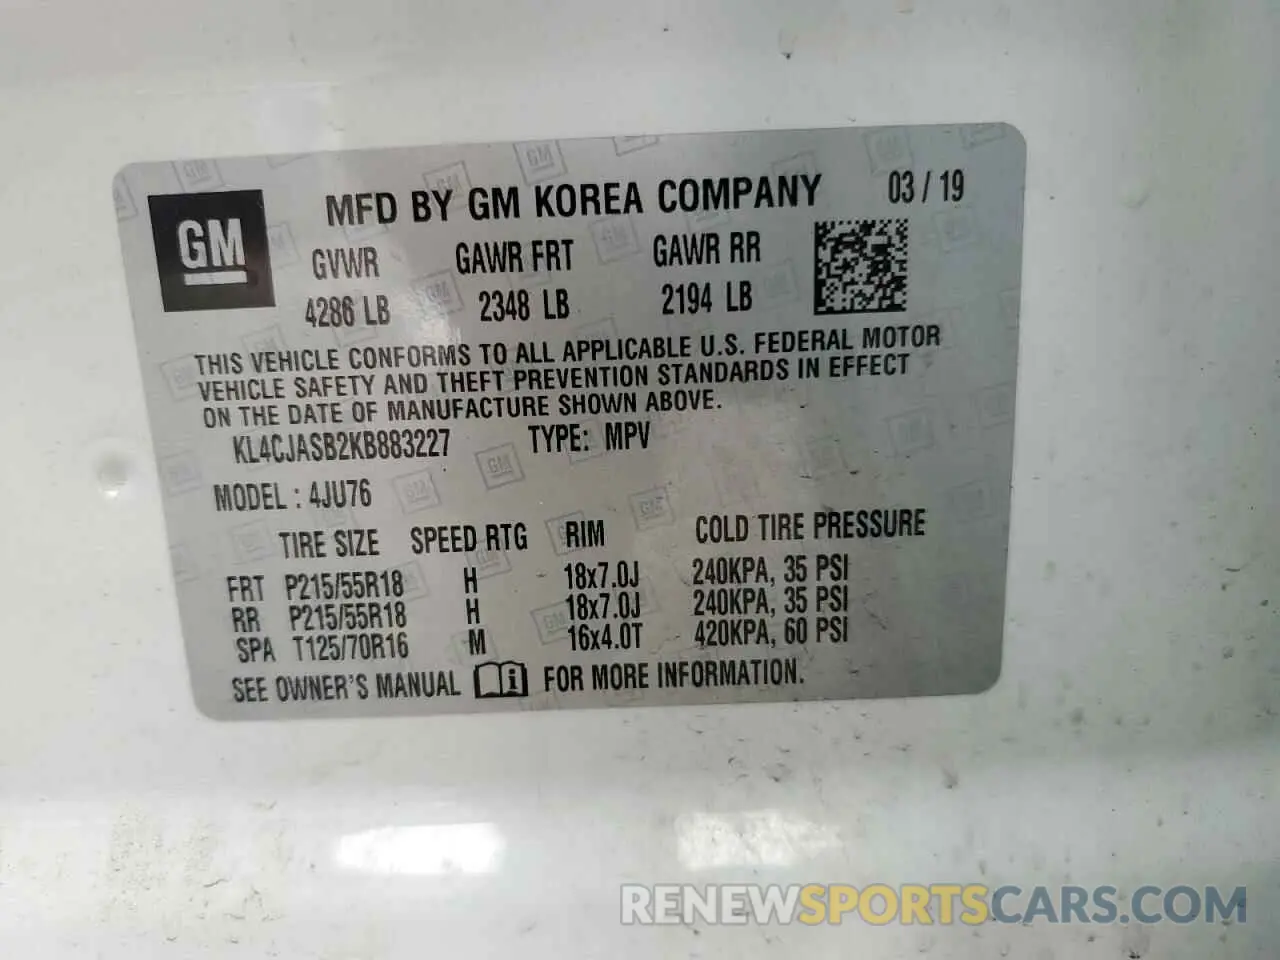 GM
MFD BY GM KOREA COMPANY 03 / 19
GVWR GAWR FRT GAWR RR
4286 LB 2348 LB 2194 LB
THIS VEHICLE CONFORMS TO ALL APPLICABLE U.S. FEDERAL MOTOR
VEHICLE SAFETY AND THEFT PREVENTION STANDARDS IN EFFECT
ON THE DATE OF MANUFACTURE SHOWN ABOVE.
KL4CJASB2KB883227 TYPE: MPV
MODEL : 4JU76
TIRE SIZE SPEED RTG RIM COLD TIRE PRESSURE
FRT P215/55R18 H 18x7.0J 240KPA, 35 PSI
RR P215/55R18 H 18x7.0J 240KPA, 35 PSI
SPA T125/70R16 M 16x4.0T 420KPA, 60 PSI
SEE OWNER'S MANUAL i FOR MORE INFORMATION.
RENEWSPORTSCARS.COM